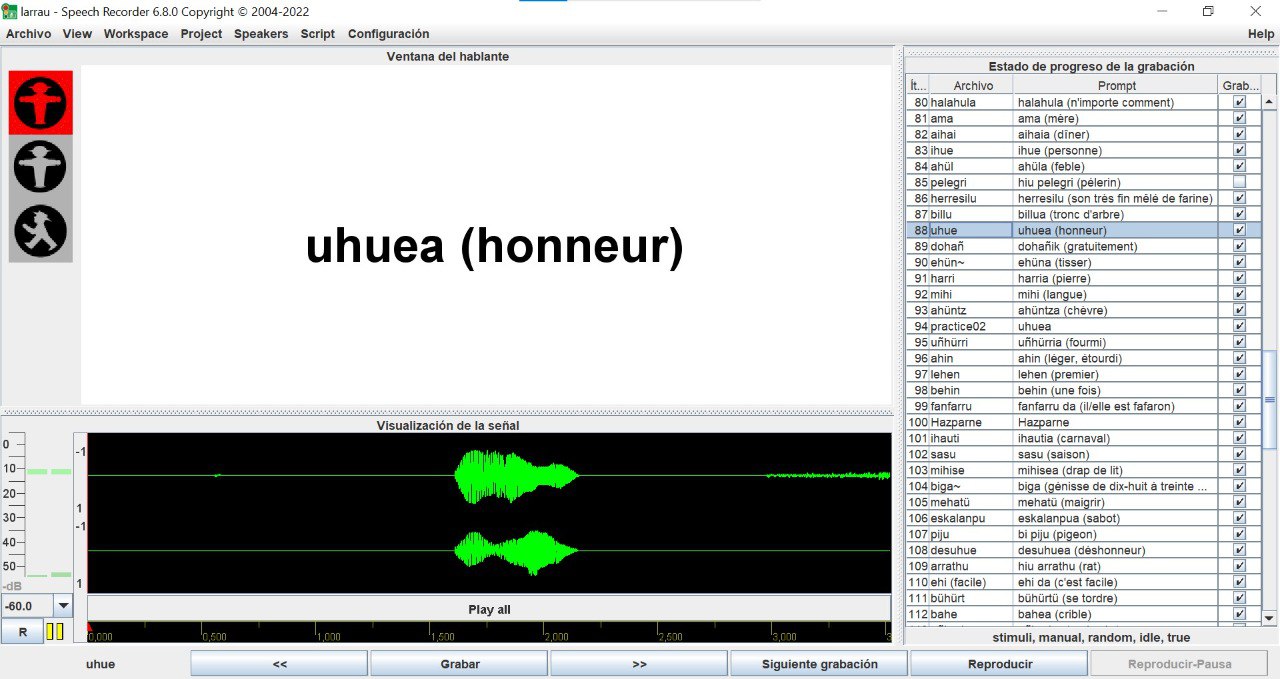 larrau - Speech Recorder 6.8.0 Copyright © 2004-2022
Archivo View Workspace Project Speakers Script Configuración Help
Ventana del hablante
uhuea (honneur)
Visualización de la señal
0
10
20
30
40
50
-dB
-60.0
R
-1
1
-1
1
Play all
0,000 0,500 1,000 1,500 2,000 2,500 3,000
Estado de progreso de la grabación
Ít... Archivo Prompt Grab...
80 halahula halahula (n'importe comment)
81 ama ama (mère)
82 aihai aihaia (dîner)
83 ihue ihue (personne)
84 ahül ahüla (feble)
85 pelegri hiu pelegri (pèlerin)
86 herresilu herresilu (son très fin mêlé de farine)
87 billu billua (tronc d'arbre)
88 uhue uhuea (honneur)
89 dohañ dohañik (gratuitement)
90 ehün~ ehüna (tisser)
91 harri harria (pierre)
92 mihi mihi (langue)
93 ahüntz ahüntza (chèvre)
94 practice02 uhuea
95 uñhürri uñhürria (fourmi)
96 ahin ahin (léger, étourdi)
97 lehen lehen (premier)
98 behin behin (une fois)
99 fanfarru fanfarru da (il/elle est fafaron)
100 Hazparne Hazparne
101 ihauti ihautia (carnaval)
102 sasu sasu (saison)
103 mihise mihisea (drap de lit)
104 biga~ biga (génisse de dix-huit à treinte ...
105 mehatü mehatü (maigrir)
106 eskalanpu eskalanpua (sabot)
107 piju bi piju (pigeon)
108 desuhue desuhuea (déshonneur)
109 arrathu hiu arrathu (rat)
110 ehi (facile) ehi da (c'est facile)
111 bühürt bühürtü (se tordre)
112 bahe bahea (crible)
stimuli, manual, random, idle, true
uhue << Grabar >> Siguiente grabación Reproducir Reproducir-Pausa